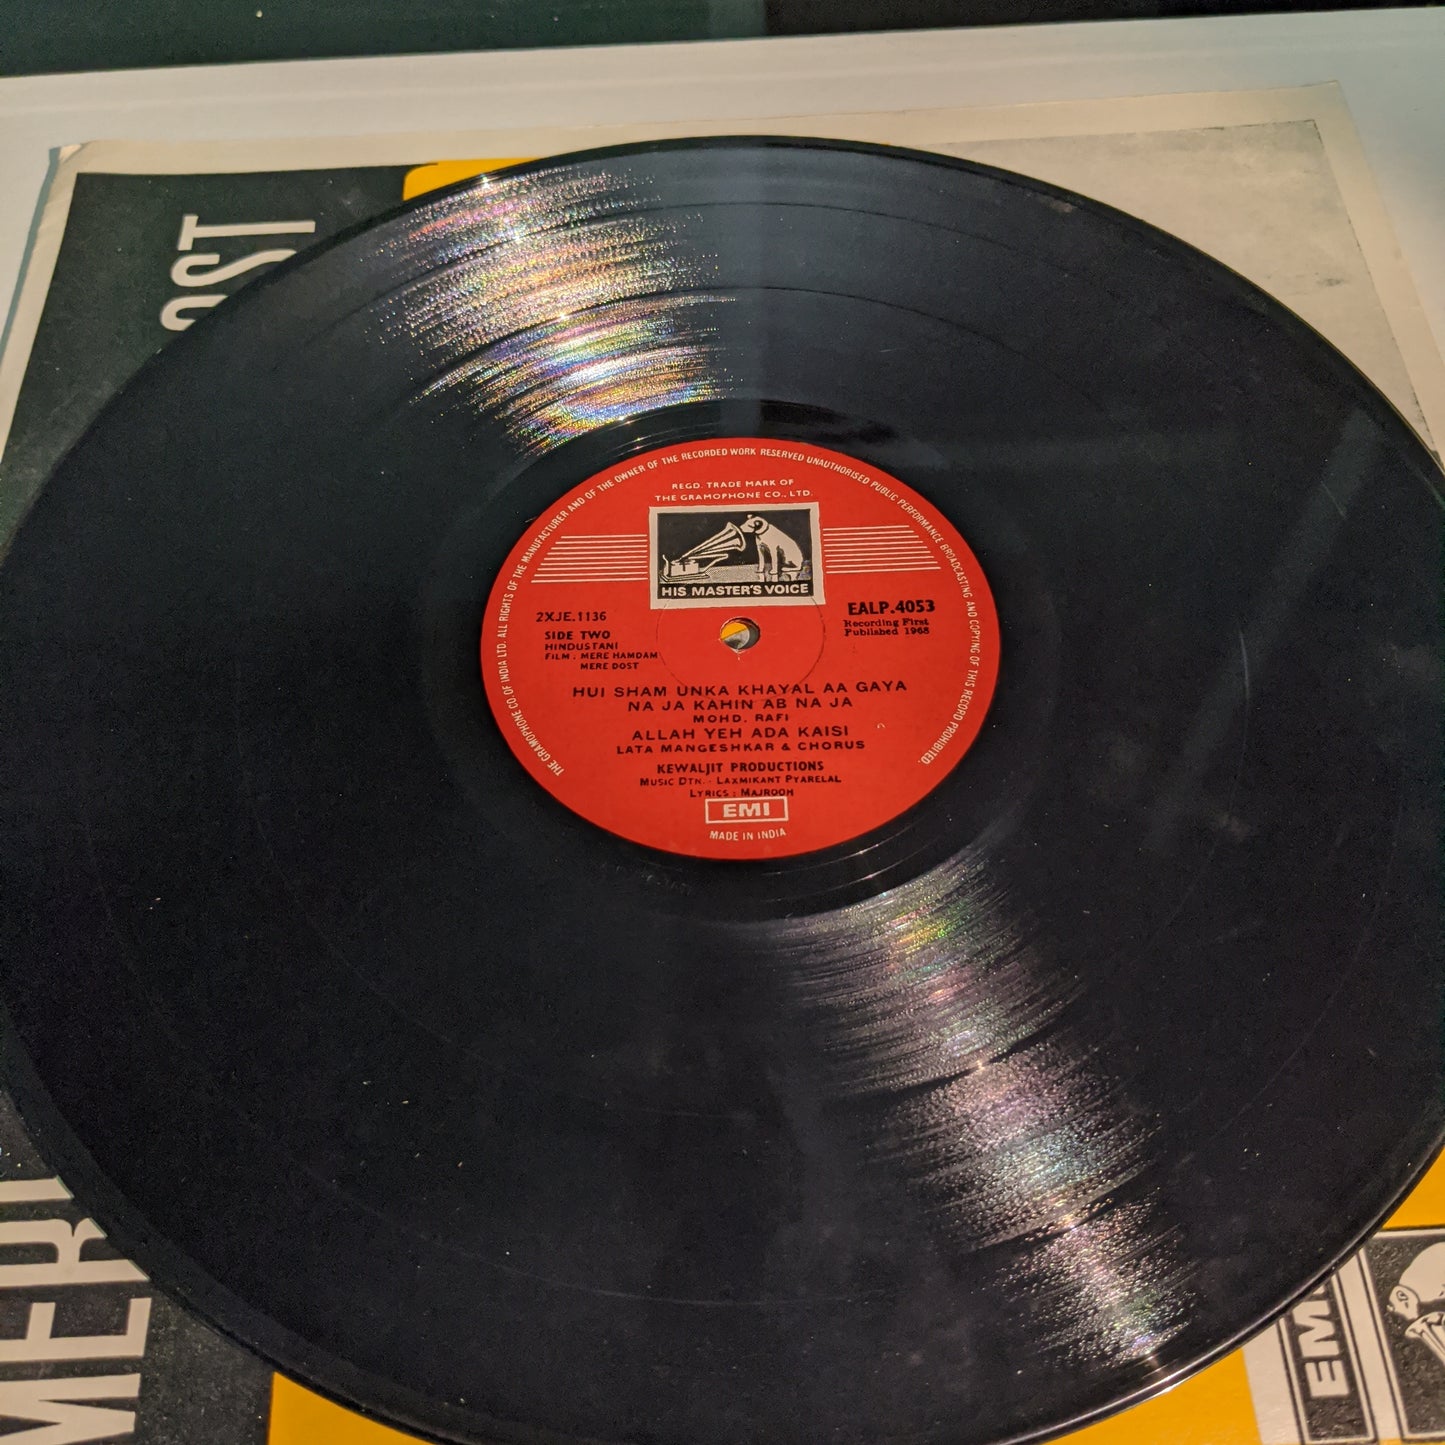 OST
THE GRAMOPHONE CO. OF INDIA LTD. ALL RIGHTS OF THE MANUFACTURER AND OF THE OWNER OF THE RECORDED WORK RESERVED UNAUTHORISED PUBLIC PERFORMANCE BROADCASTING AND COPYING OF THIS RECORD PROHIBITED.
REGD. TRADE MARK OF
THE GRAMOPHONE CO., LTD.
HIS MASTER'S VOICE
2XJE.1136
EALP.4053
SIDE TWO
Recording First
HINDUSTANI
Published 1968
FILM : MERE HAMDAM
MERE DOST
HUI SHAM UNKA KHAYAL AA GAYA
NA JA KAHIN AB NA JA
MOHD. RAFI
ALLAH YEH ADA KAISI
LATA MANGESHKAR & CHORUS
KEWALJIT PRODUCTIONS
MUSIC DTN. : LAXMIKANT PYARELAL
LYRICS : MAJROOH
EMI
MADE IN INDIA
MER
MER
EMI